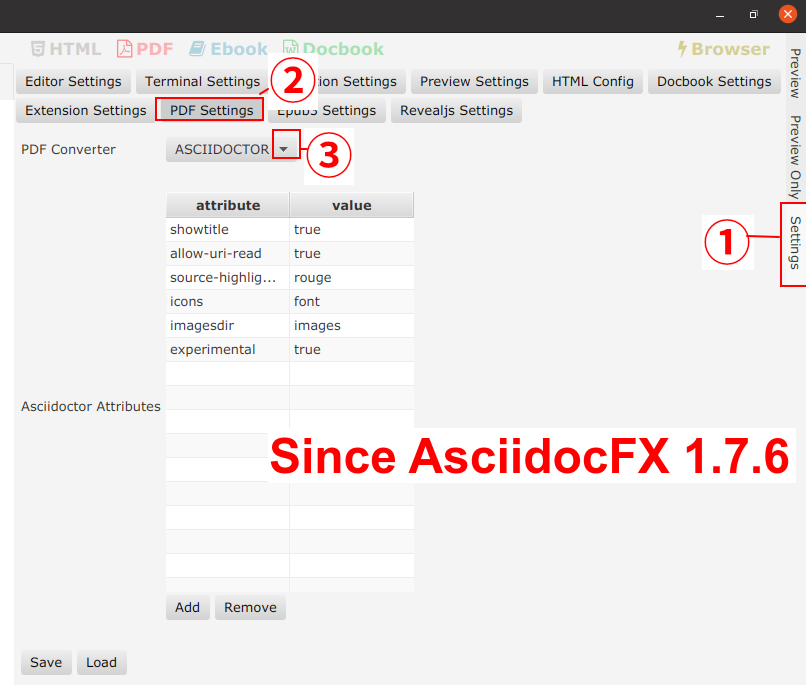 HTML PDF Ebook Docbook Browser
Editor Settings Terminal Settings ion Settings Preview Settings HTML Config Docbook Settings
2
Extension Settings PDF Settings Epub3 Settings Revealjs Settings
PDF Converter ASCIIDOCTOR
3
Preview
Preview Only
Settings
1
attribute value
showtitle true
allow-uri-read true
source-highlig... rouge
icons font
imagesdir images
experimental true
Asciidoctor Attributes
Since AsciidocFX 1.7.6
Add Remove
Save Load